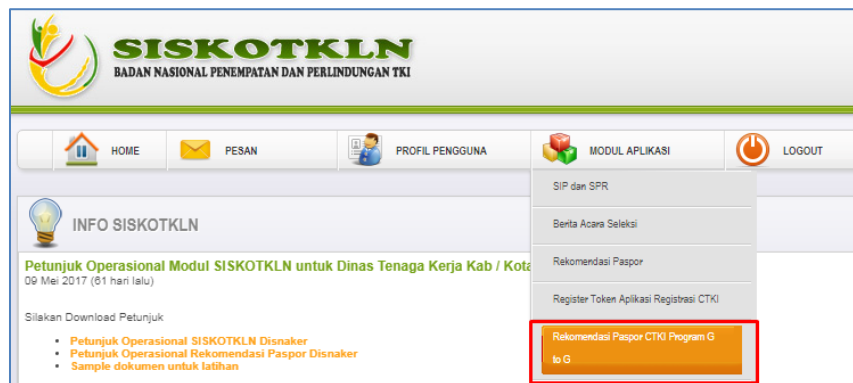 SISKOTKLN
BADAN NASIONAL PENEMPATAN DAN PERLINDUNGAN TKI
HOME PESAN PROFIL PENGGUNA MODUL APLIKASI LOGOUT
SIP dan SPR
Berita Acara Seleksi
Rekomendasi Paspor
Register Token Aplikasi Registrasi CTKI
Rekomendasi Paspor CTKI Program G
to G
INFO SISKOTKLN
Petunjuk Operasional Modul SISKOTKLN untuk Dinas Tenaga Kerja Kab / Kota
09 Mei 2017 (61 hari lalu)
Silakan Download Petunjuk
Petunjuk Operasional SISKOTKLN Disnaker
Petunjuk Operasional Rekomendasi Paspor Disnaker
Sample dokumen untuk latihan